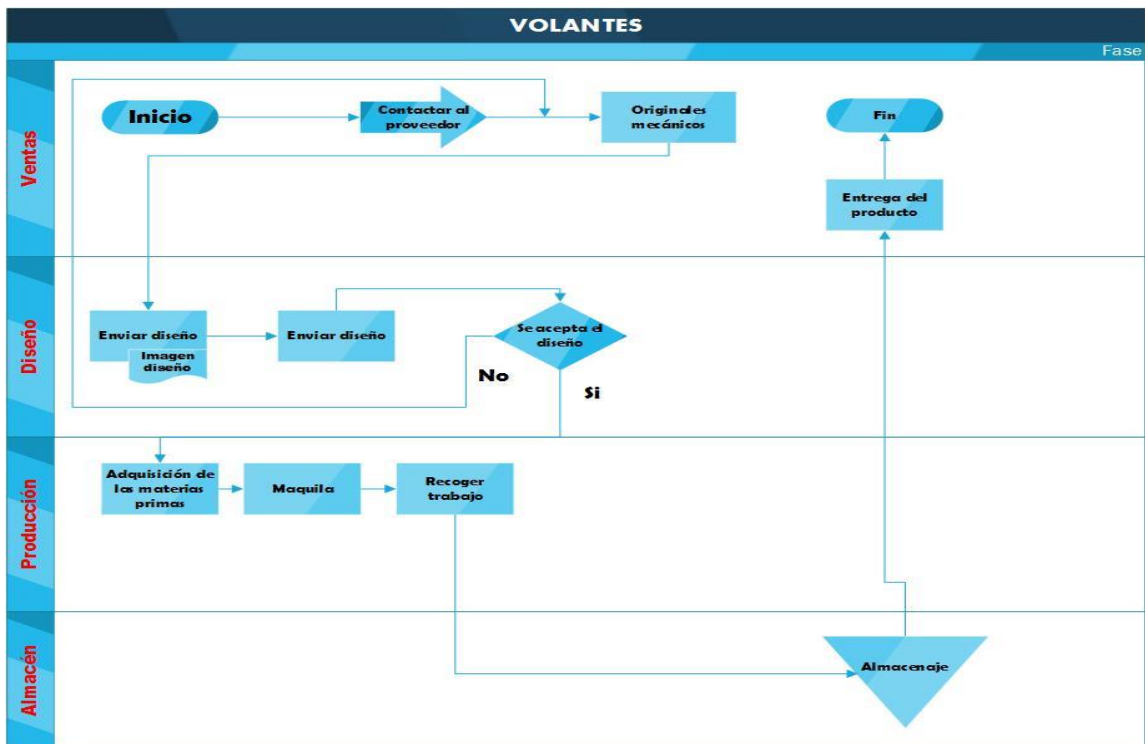 VOLANTES
Fase
Ventas
Inicio
Contactar al
proveedor
Originales
mecánicos
Fin
Entrega del
producto
Diseño
Enviar diseño
Imagen
diseño
Enviar diseño
Se acepta el
diseño
No
Si
Producción
Adquisición de
las materias
primas
Maquila
Recoger
trabajo
Almacén
Almacenaje